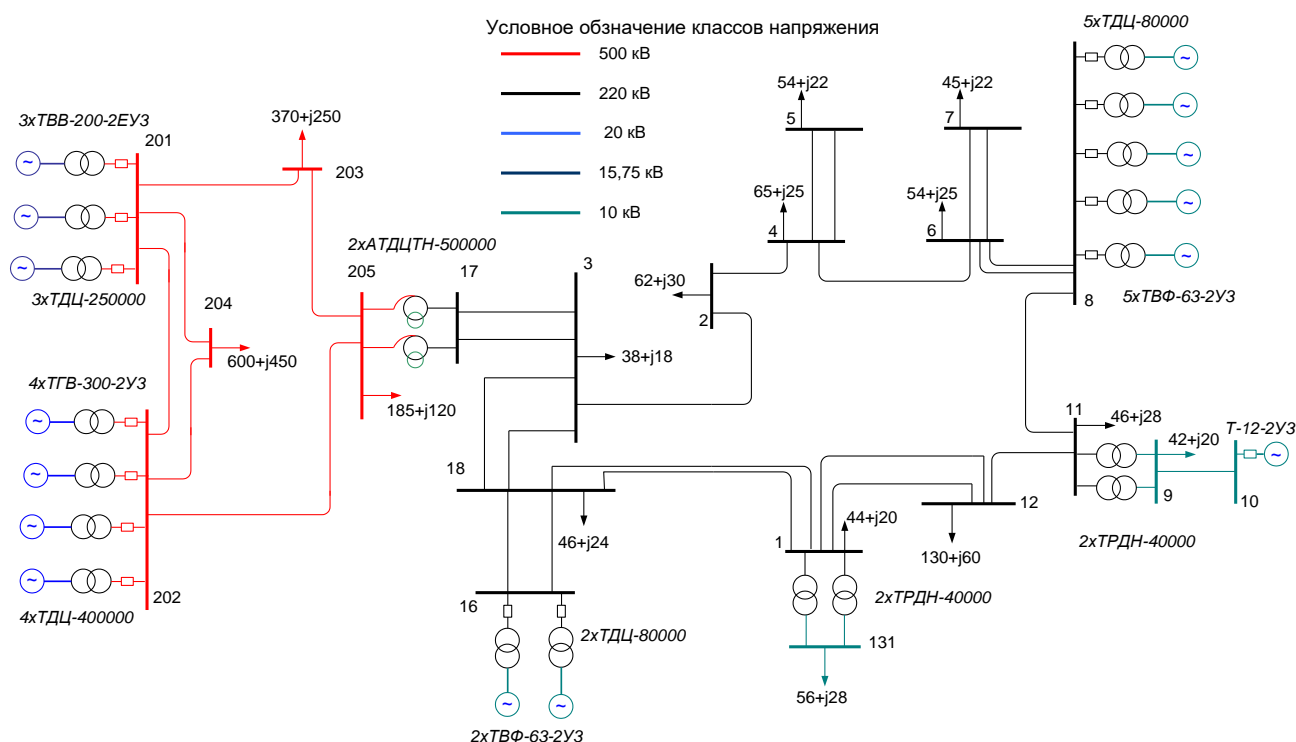 Условное обзначение классов напряжения
500 кВ
220 кВ
20 кВ
15,75 кВ
10 кВ
5хТДЦ-80000
3хТВВ-200-2ЕУ3
201
370+j250
203
54+j22
5
45+j22
7
65+j25
4
54+j25
6
2хАТДЦТН-500000
205
17
3
3хТДЦ-250000
204
600+j450
62+j30
2
8
5хТВФ-63-2У3
38+j18
4хТГВ-300-2У3
185+j120
11
46+j28
Т-12-2У3
42+j20
9
10
18
46+j24
12
44+j20
1
130+j60
2хТРДН-40000
202
4хТДЦ-400000
16
2хТДЦ-80000
2хТРДН-40000
131
56+j28
2хТВФ-63-2У3